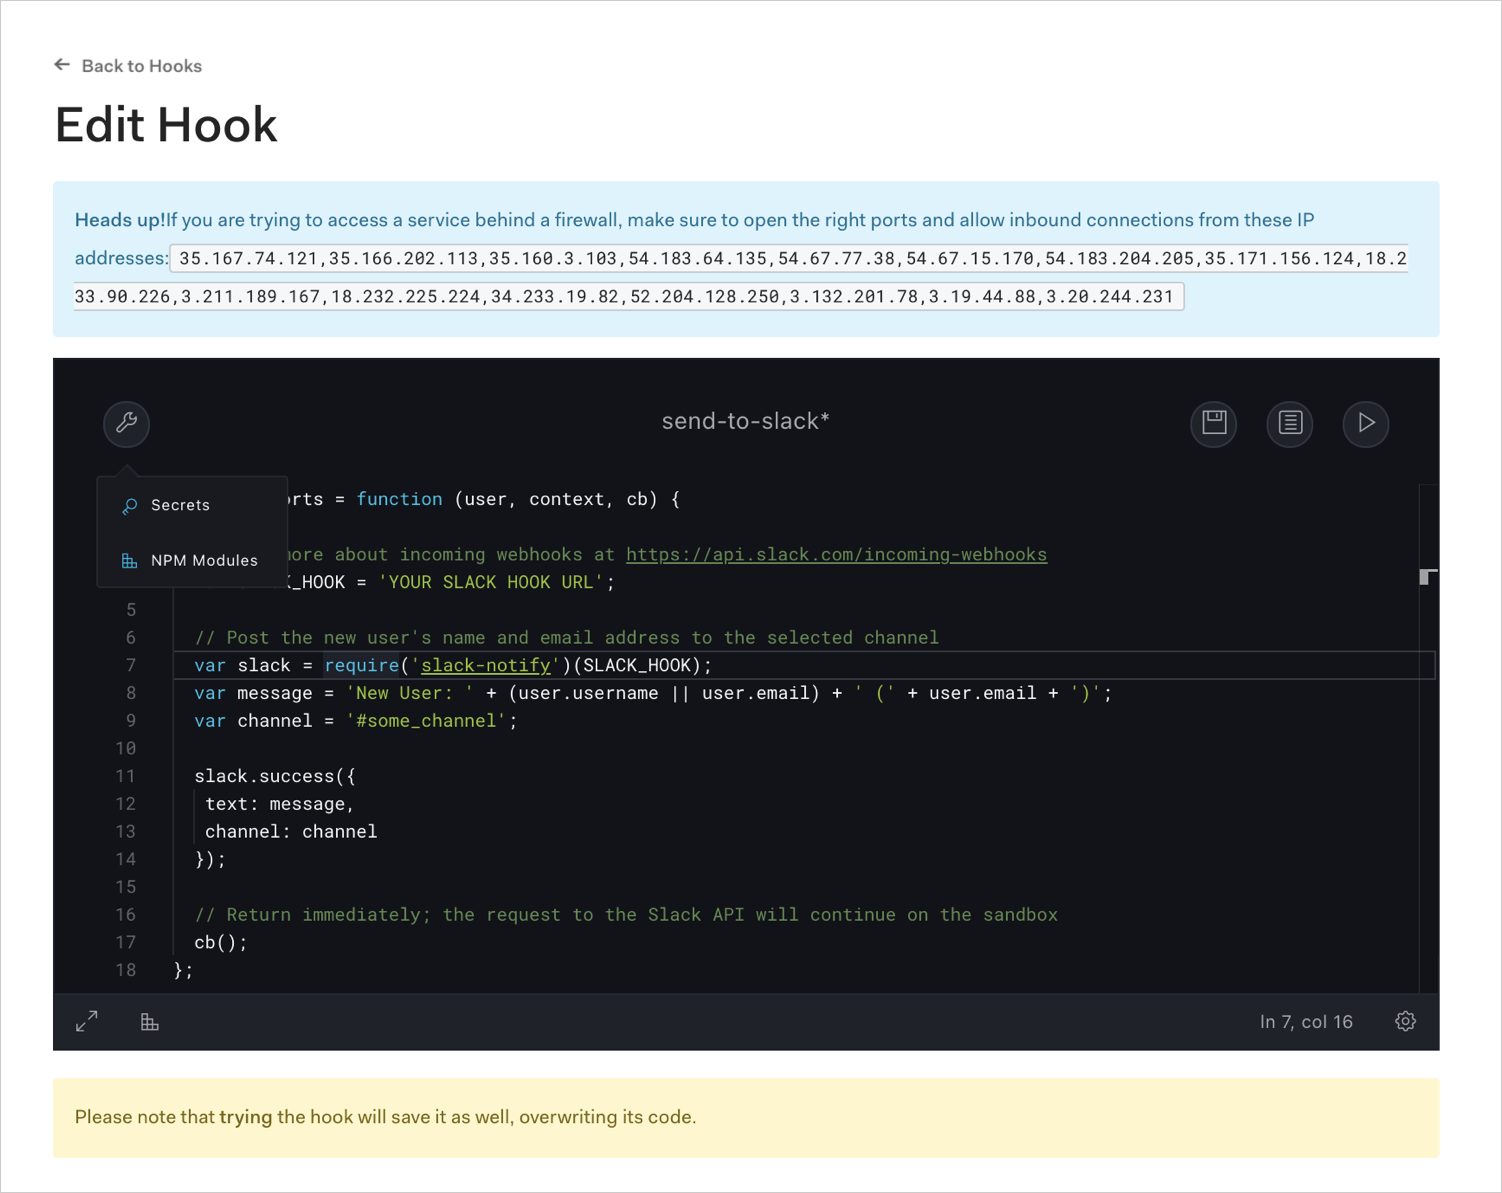 Back to Hooks
Edit Hook
Heads up!If you are trying to access a service behind a firewall, make sure to open the right ports and allow inbound connections from these IP
addresses: 35.167.74.121,35.166.202.113,35.160.3.103,54.183.64.135,54.67.77.38,54.67.15.170,54.183.204.205,35.171.156.124,18.2
33.90.226,3.211.189.167,18.232.225.224,34.233.19.82,52.204.128.250,3.132.201.78,3.19.44.88,3.20.244.231
send-to-slack*
Secrets
NPM Modules
orts = function (user, context, cb) {
more about incoming webhooks at https://api.slack.com/incoming-webhooks
K_HOOK = 'YOUR SLACK HOOK URL';
5
6 // Post the new user's name and email address to the selected channel
7 var slack = require('slack-notify')(SLACK_HOOK);
8 var message = 'New User: ' + (user.username || user.email) + ' (' + user.email + ')';
9 var channel = '#some_channel';
10
11 slack.success({
12 text: message,
13 channel: channel
14 });
15
16 // Return immediately; the request to the Slack API will continue on the sandbox
17 cb();
18 };
ln 7, col 16
Please note that trying the hook will save it as well, overwriting its code.